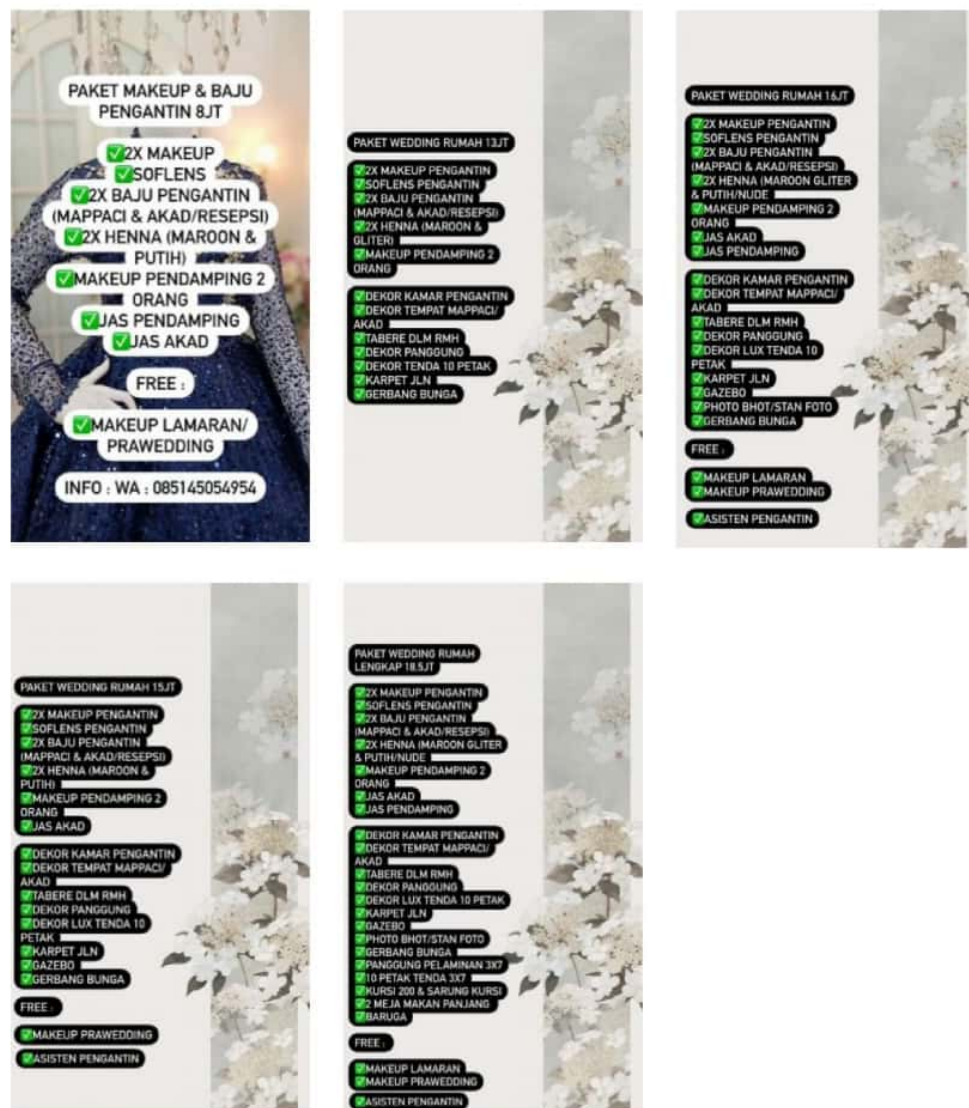 PAKET MAKEUP & BAJU
PENGANTIN 8JT
✅2X MAKEUP
✅SOFLENS
✅2X BAJU PENGANTIN
(MAPPACI & AKAD/RESEPSI)
✅2X HENNA (MAROON &
PUTIH)
✅MAKEUP PENDAMPING 2
ORANG
✅JAS PENDAMPING
✅JAS AKAD
FREE :
✅MAKEUP LAMARAN/
PRAWEDDING
INFO : WA : 085145054954
PAKET WEDDING RUMAH 13JT
✅2X MAKEUP PENGANTIN
✅SOFLENS PENGANTIN
✅2X BAJU PENGANTIN
(MAPPACI & AKAD/RESEPSI)
✅2X HENNA (MAROON &
GLITER)
✅MAKEUP PENDAMPING 2
ORANG
✅DEKOR KAMAR PENGANTIN
✅DEKOR TEMPAT MAPPACI/
AKAD
✅TABERE DLM RMH
✅DEKOR PANGGUNG
✅DEKOR TENDA 10 PETAK
✅KARPET JLN
✅GERBANG BUNGA
PAKET WEDDING RUMAH 16JT
✅2X MAKEUP PENGANTIN
✅SOFLENS PENGANTIN
✅2X BAJU PENGANTIN
(MAPPACI & AKAD/RESEPSI)
✅2X HENNA (MAROON GLITER
& PUTIH/NUDE
✅MAKEUP PENDAMPING 2
ORANG
✅JAS AKAD
✅JAS PENDAMPING
✅DEKOR KAMAR PENGANTIN
✅DEKOR TEMPAT MAPPACI/
AKAD
✅TABERE DLM RMH
✅DEKOR PANGGUNG
✅DEKOR LUX TENDA 10
PETAK
✅KARPET JLN
✅GAZEBO
✅PHOTO BHOT/STAN FOTO
✅GERBANG BUNGA
FREE :
✅MAKEUP LAMARAN
✅MAKEUP PRAWEDDING
✅ASISTEN PENGANTIN
PAKET WEDDING RUMAH 15JT
✅2X MAKEUP PENGANTIN
✅SOFLENS PENGANTIN
✅2X BAJU PENGANTIN
(MAPPACI & AKAD/RESEPSI)
✅2X HENNA (MAROON &
PUTIH)
✅MAKEUP PENDAMPING 2
ORANG
✅JAS AKAD
✅DEKOR KAMAR PENGANTIN
✅DEKOR TEMPAT MAPPACI/
AKAD
✅TABERE DLM RMH
✅DEKOR PANGGUNG
✅DEKOR LUX TENDA 10
PETAK
✅KARPET JLN
✅GAZEBO
✅GERBANG BUNGA
FREE :
✅MAKEUP PRAWEDDING
✅ASISTEN PENGANTIN
PAKET WEDDING RUMAH
LENGKAP 18.5JT
✅2X MAKEUP PENGANTIN
✅SOFLENS PENGANTIN
✅2X BAJU PENGANTIN
(MAPPACI & AKAD/RESEPSI)
✅2X HENNA (MAROON GLITER
& PUTIH/NUDE
✅MAKEUP PENDAMPING 2
ORANG
✅JAS AKAD
✅JAS PENDAMPING
✅DEKOR KAMAR PENGANTIN
✅DEKOR TEMPAT MAPPACI/
AKAD
✅TABERE DLM RMH
✅DEKOR PANGGUNG
✅DEKOR LUX TENDA 10 PETAK
✅KARPET JLN
✅GAZEBO
✅PHOTO BHOT/STAN FOTO
✅GERBANG BUNGA
✅PANGGUNG PELAMINAN 3X7
✅10 PETAK TENDA 3X7
✅KURSI 200 & SARUNG KURSI
✅2 MEJA MAKAN PANJANG
✅BARUGA
FREE :
✅MAKEUP LAMARAN
✅MAKEUP PRAWEDDING
✅ASISTEN PENGANTIN